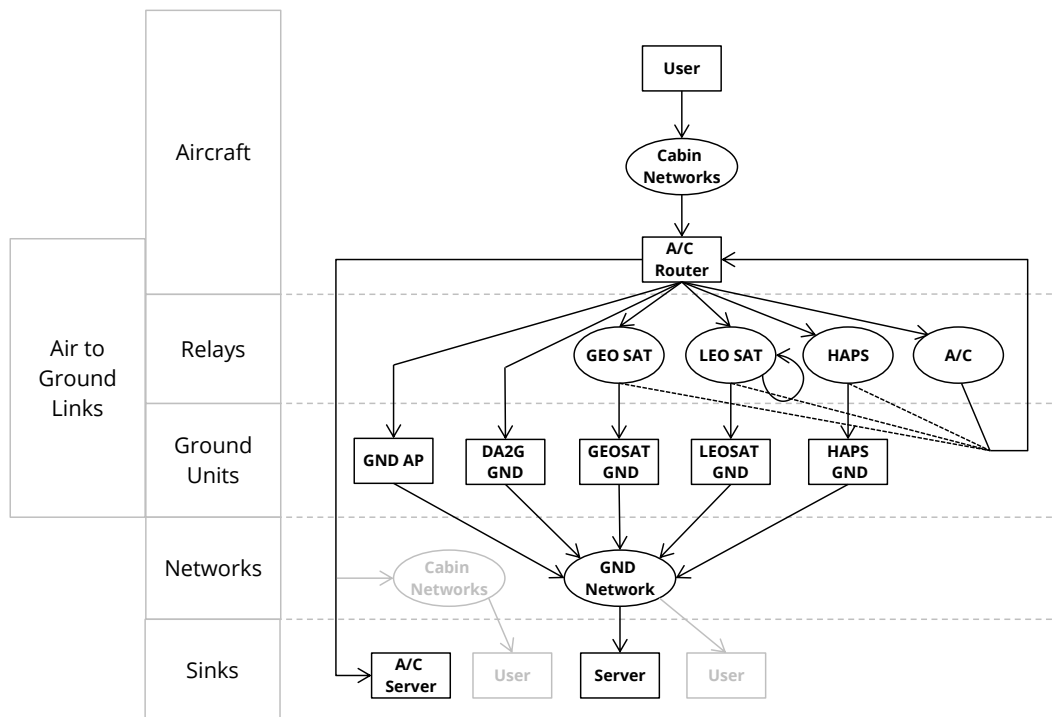 User
Aircraft
Cabin
Networks
A/C
Router
Air to
Ground
Links
Relays
GEO SAT
LEO SAT
HAPS
A/C
Ground
Units
GND AP
DA2G
GND
GEOSAT
GND
LEOSAT
GND
HAPS
GND
Networks
Cabin
Networks
GND
Network
Sinks
A/C
Server
User
Server
User